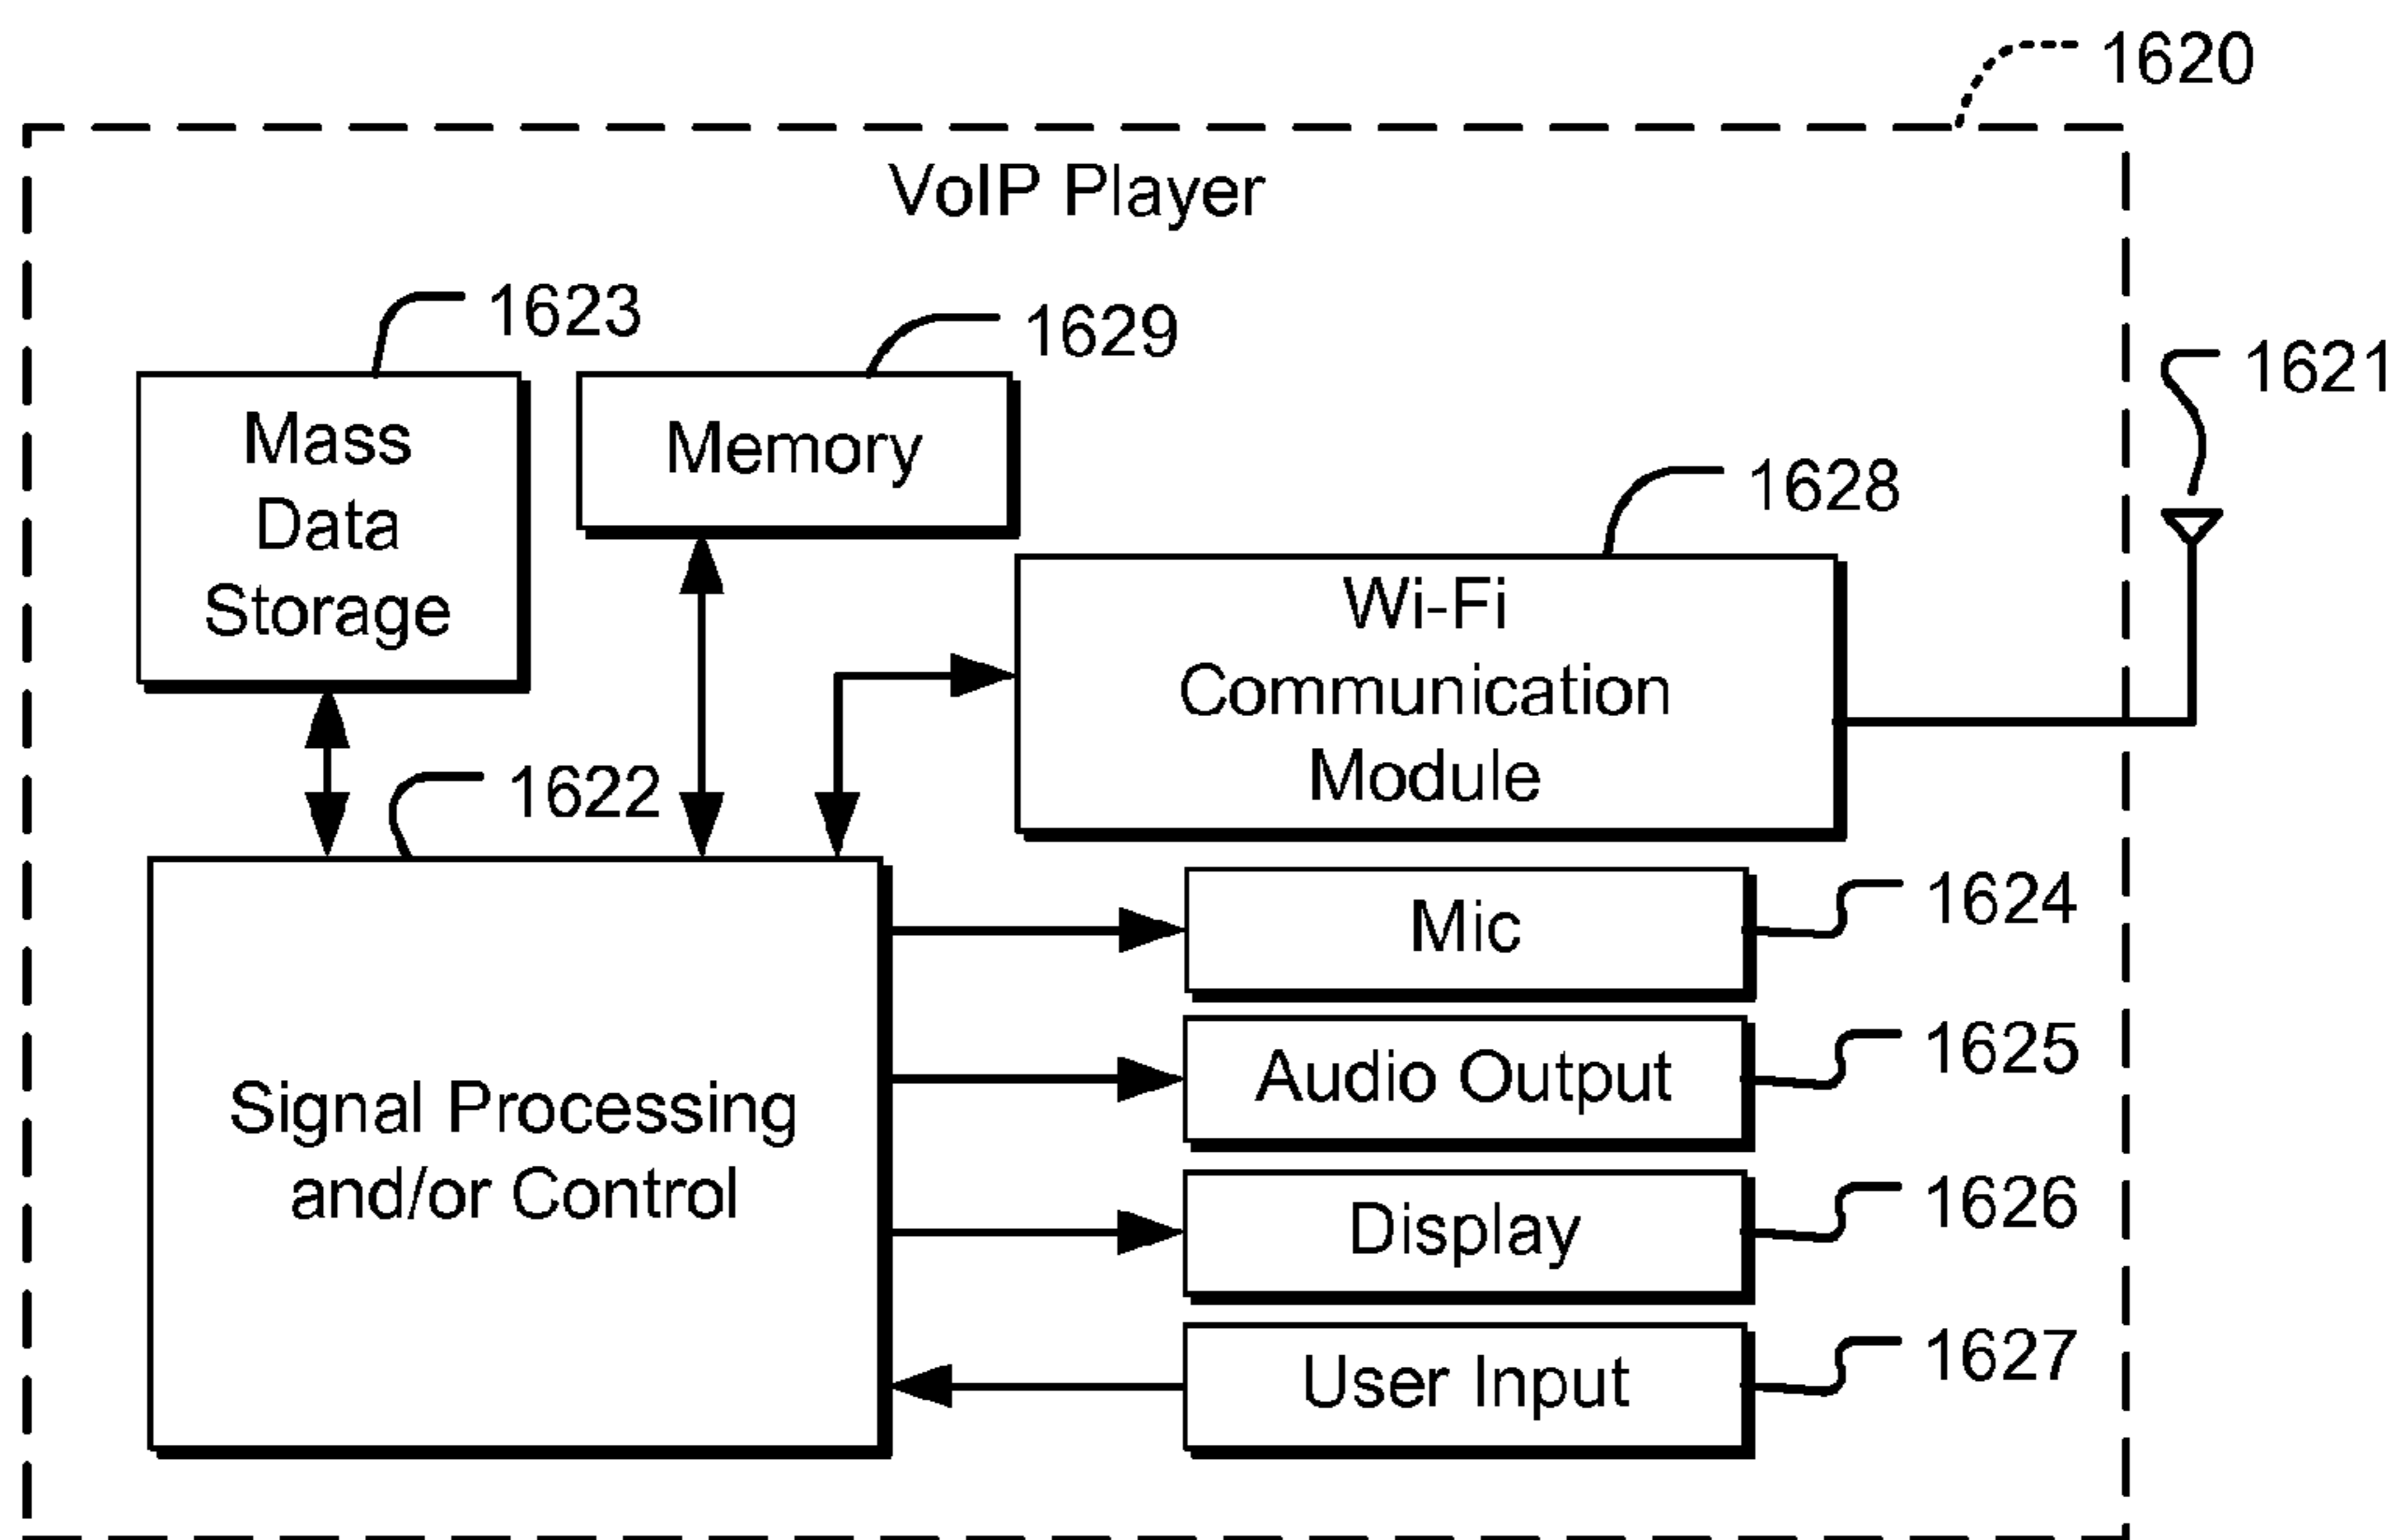 1620
VoIP Player
1623
1629
1621
Mass
Data
Storage
Memory
1628
Wi-Fi
Communication
Module
1622
Mic
1624
Signal Processing
and/or Control
Audio Output
1625
Display
1626
User Input
1627